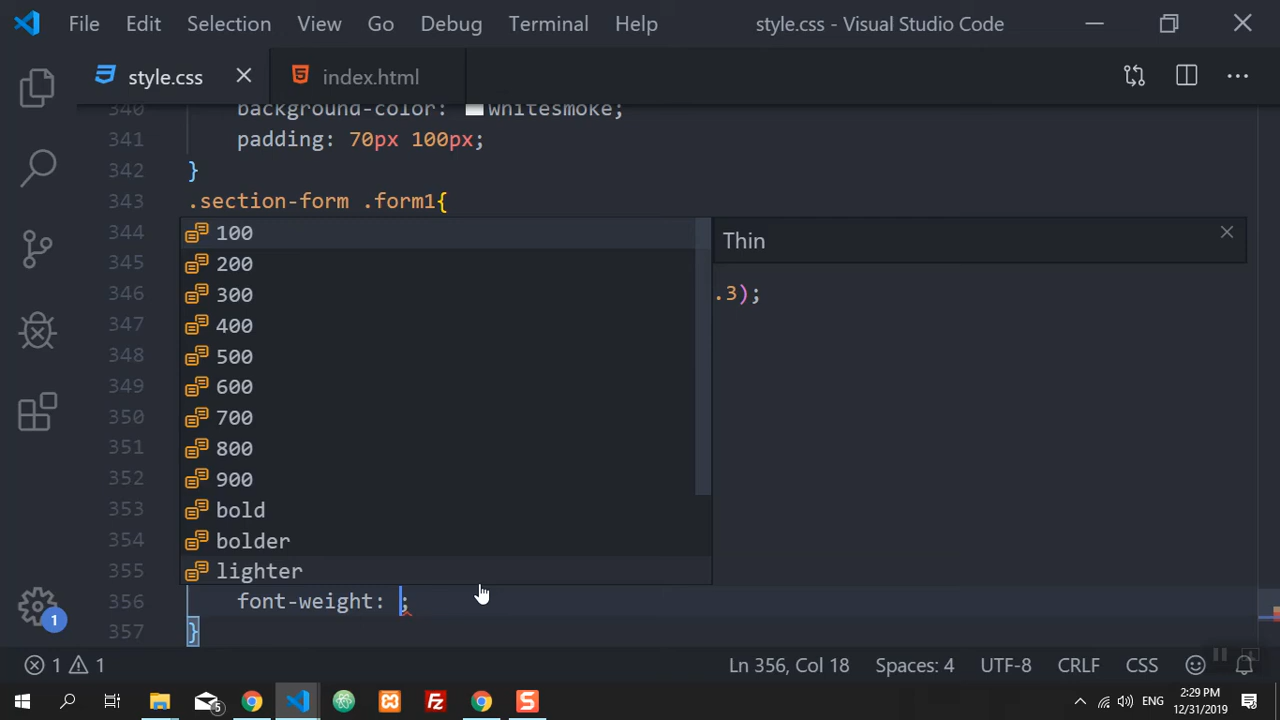 File Edit Selection View Go Debug Terminal Help style.css - Visual Studio Code
style.css index.html
340 background-color: whitesmoke;
341 padding: 70px 100px;
342 }
343 .section-form .form1{
344 100 Thin
345 200
346 300 .3);
347 400
348 500
349 600
350 700
351 800
352 900
353 bold
354 bolder
355 lighter
356 font-weight: ;
357 }
1
1 1 Ln 356, Col 18 Spaces: 4 UTF-8 CRLF CSS
5 ENG 2:29 PM
12/31/2019